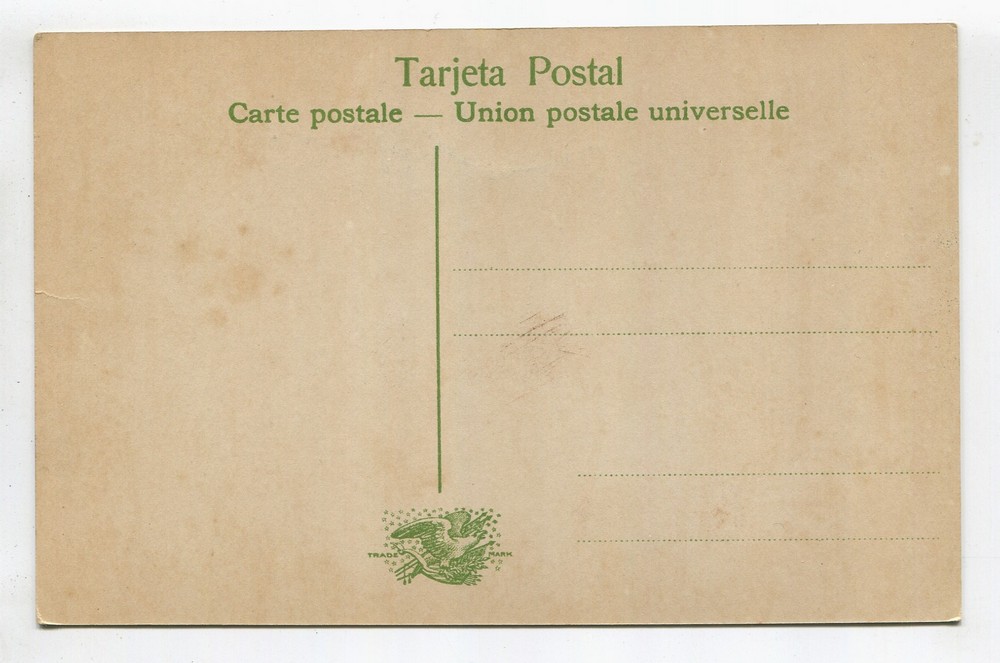 Tarjeta Postal
Carte postale — Union postale universelle
TRADE MARK